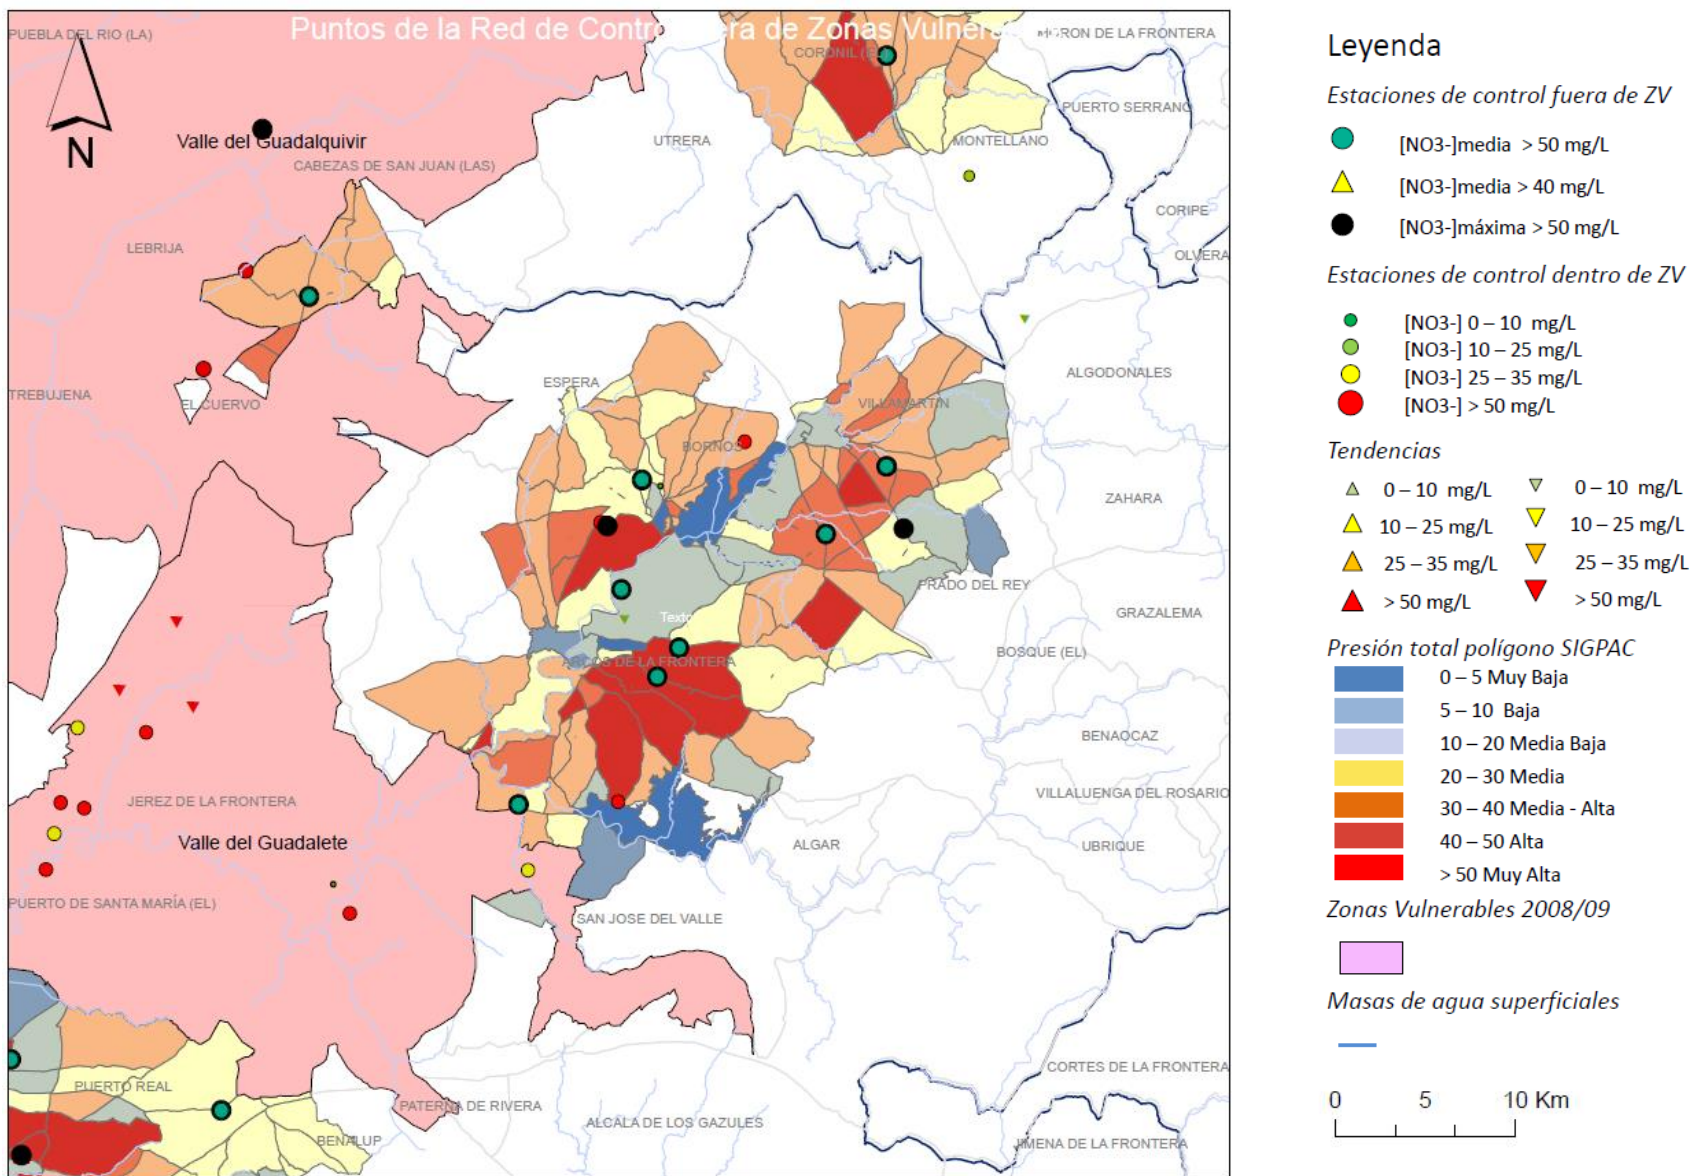 Puntos de la Red de Contro
era de Zonas Vulnera
PUEBLA DEL RIO (LA)
RON DE LA FRONTERA
CORONIL (EL)
PUERTO SERRANO
N
Valle del Guadalquivir
UTRERA
MONTELLANO
CABEZAS DE SAN JUAN (LAS)
CORIPE
LEBRIJA
OLVERA
ALGODONALES
ESPERA
TREBUJENA
EL CUERVO
VILLAMARTIN
BORNOS
ZAHARA
PRADO DEL REY
GRAZALEMA
Texto
BOSQUE (EL)
ARCOS DE LA FRONTERA
BENAOCAZ
VILLALUENGA DEL ROSARIO
JEREZ DE LA FRONTERA
Valle del Guadalete
ALGAR
UBRIQUE
PUERTO DE SANTA MARÍA (EL)
SAN JOSE DEL VALLE
CORTES DE LA FRONTERA
PUERTO REAL
PATERNA DE RIVERA
ALCALA DE LOS GAZULES
BENALUP
JIMENA DE LA FRONTERA
Leyenda
Estaciones de control fuera de ZV
[NO3-]media > 50 mg/L
[NO3-]media > 40 mg/L
[NO3-]máxima > 50 mg/L
Estaciones de control dentro de ZV
[NO3-] 0 – 10 mg/L
[NO3-] 10 – 25 mg/L
[NO3-] 25 – 35 mg/L
[NO3-] > 50 mg/L
Tendencias
0 – 10 mg/L 0 – 10 mg/L
10 – 25 mg/L 10 – 25 mg/L
25 – 35 mg/L 25 – 35 mg/L
> 50 mg/L > 50 mg/L
Presión total polígono SIGPAC
0 – 5 Muy Baja
5 – 10 Baja
10 – 20 Media Baja
20 – 30 Media
30 – 40 Media - Alta
40 – 50 Alta
> 50 Muy Alta
Zonas Vulnerables 2008/09
Masas de agua superficiales
0 5 10 Km